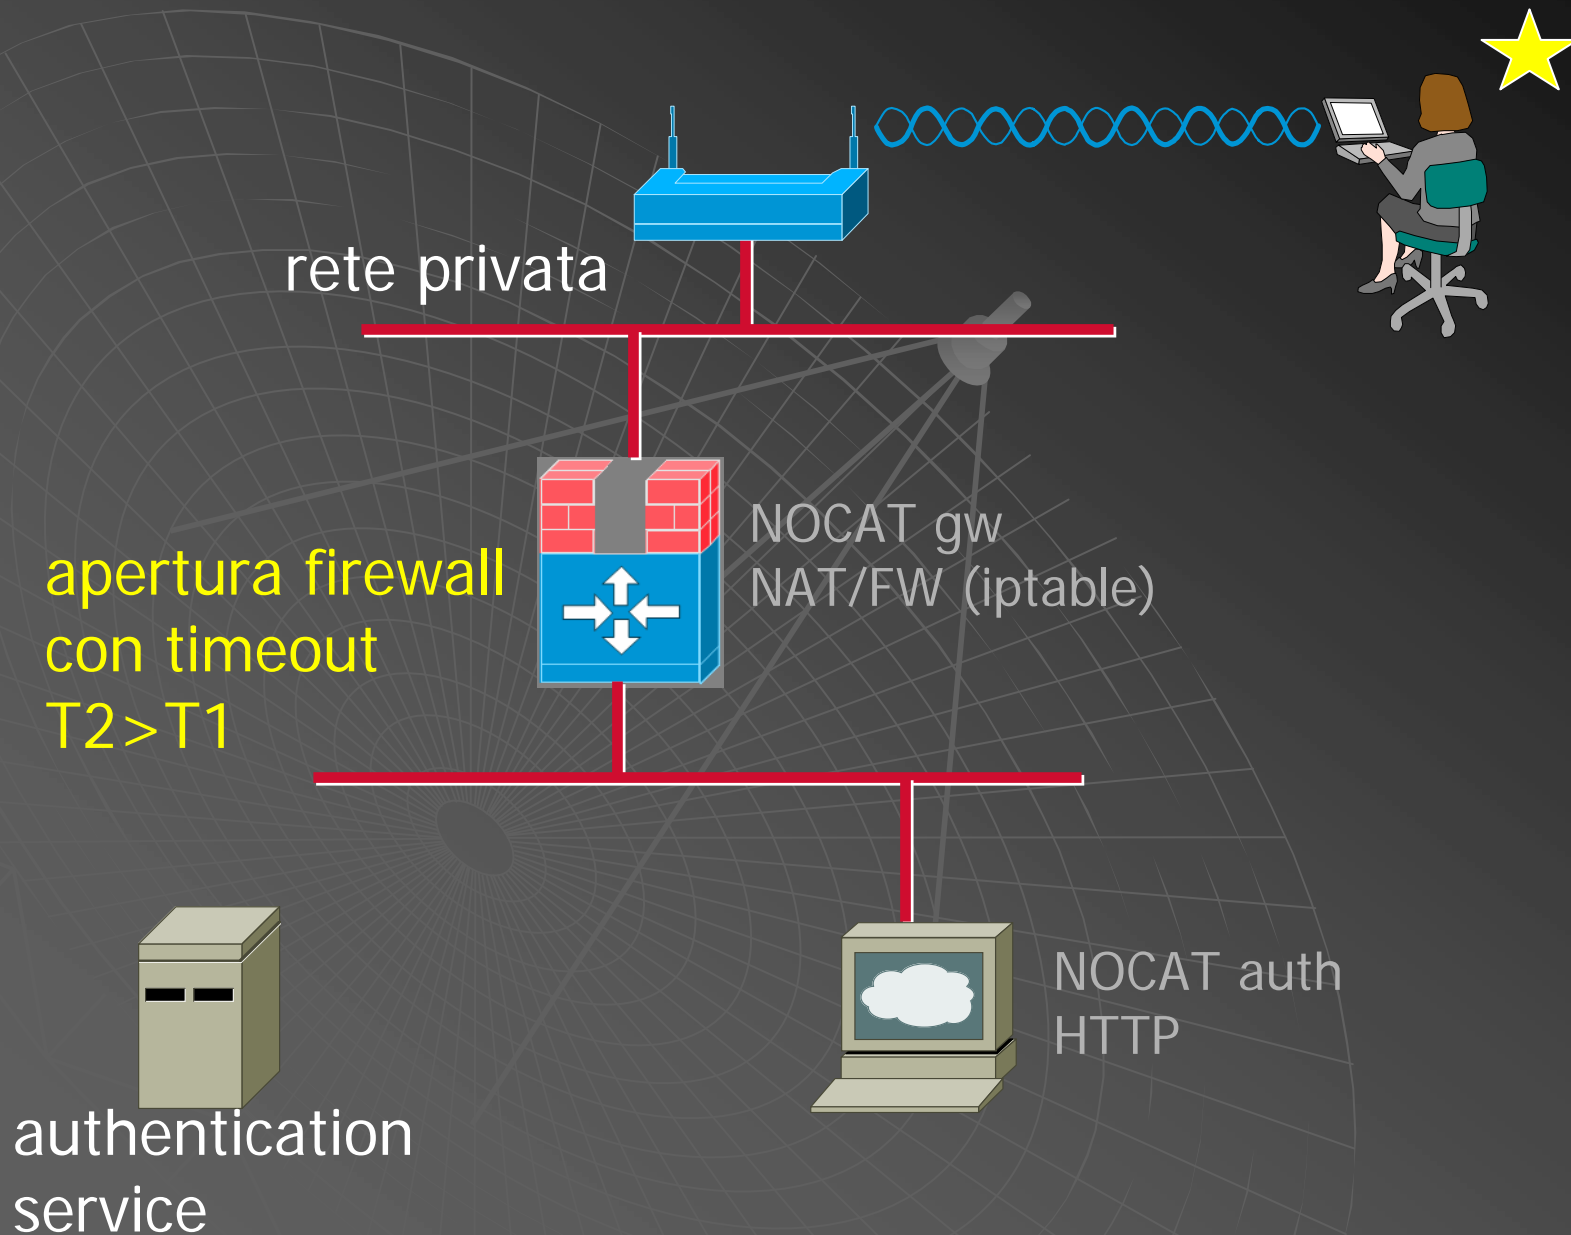 rete privata
NOCAT gw
NAT/FW (iptable)
apertura firewall
con timeout
T2>T1
NOCAT auth
HTTP
authentication
service